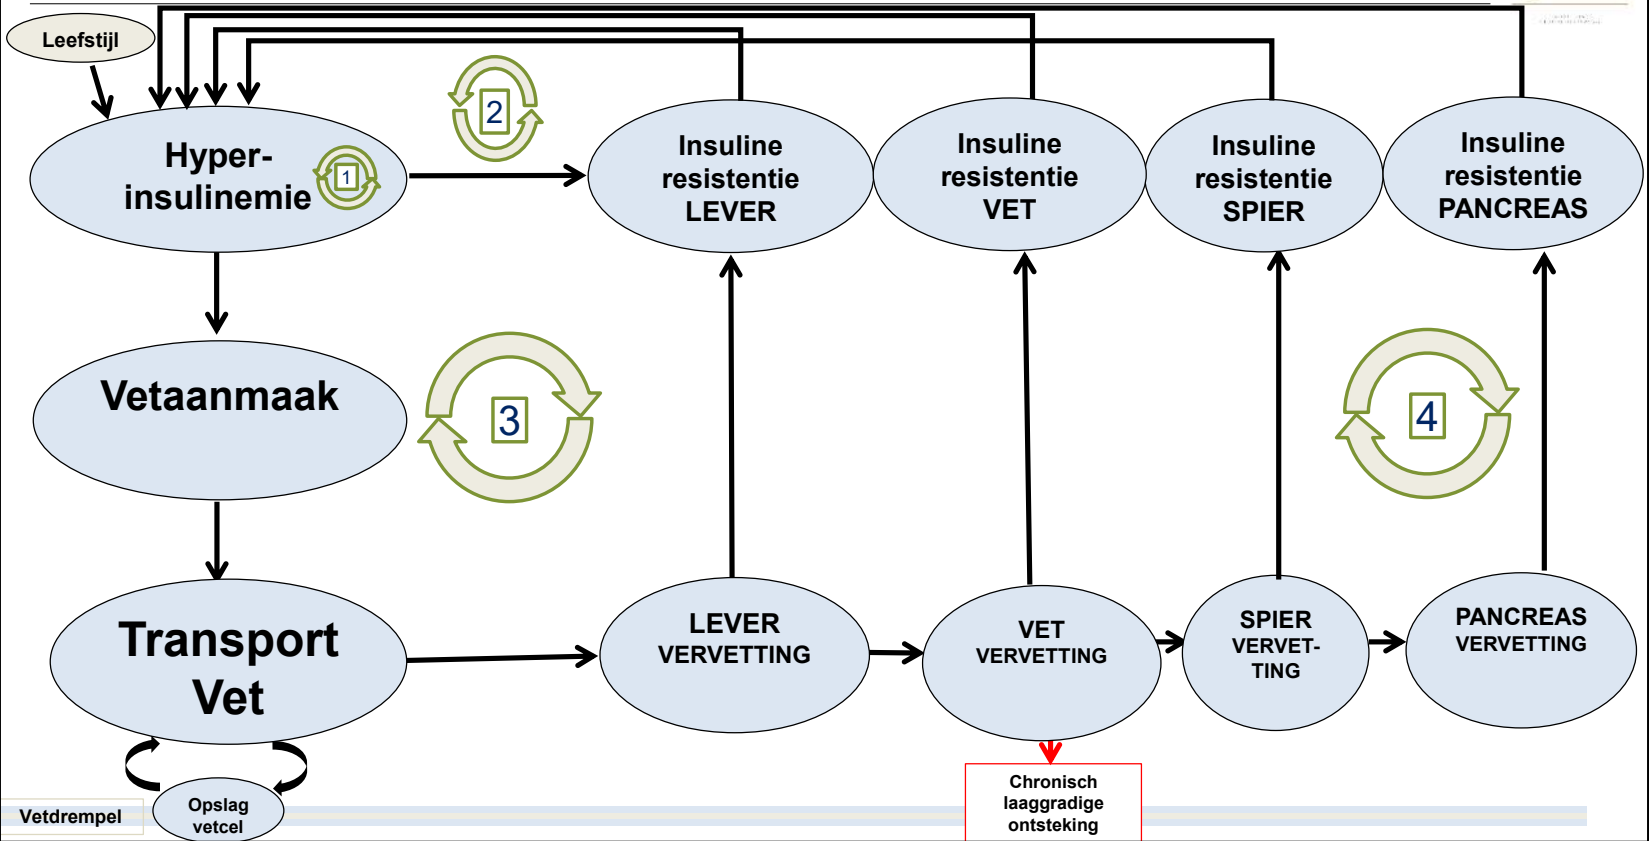 Leefstijl
Hyper-
insulinemie
1
2
Insuline
resistentie
LEVER
Insuline
resistentie
VET
Insuline
resistentie
SPIER
Insuline
resistentie
PANCREAS
Vetaanmaak
3
4
Transport
Vet
LEVER
VERVETTING
VET
VERVETTING
SPIER
VERVET-
TING
PANCREAS
VERVETTING
Vetdrempel
Opslag
vetcel
Chronisch
laaggradige
ontsteking